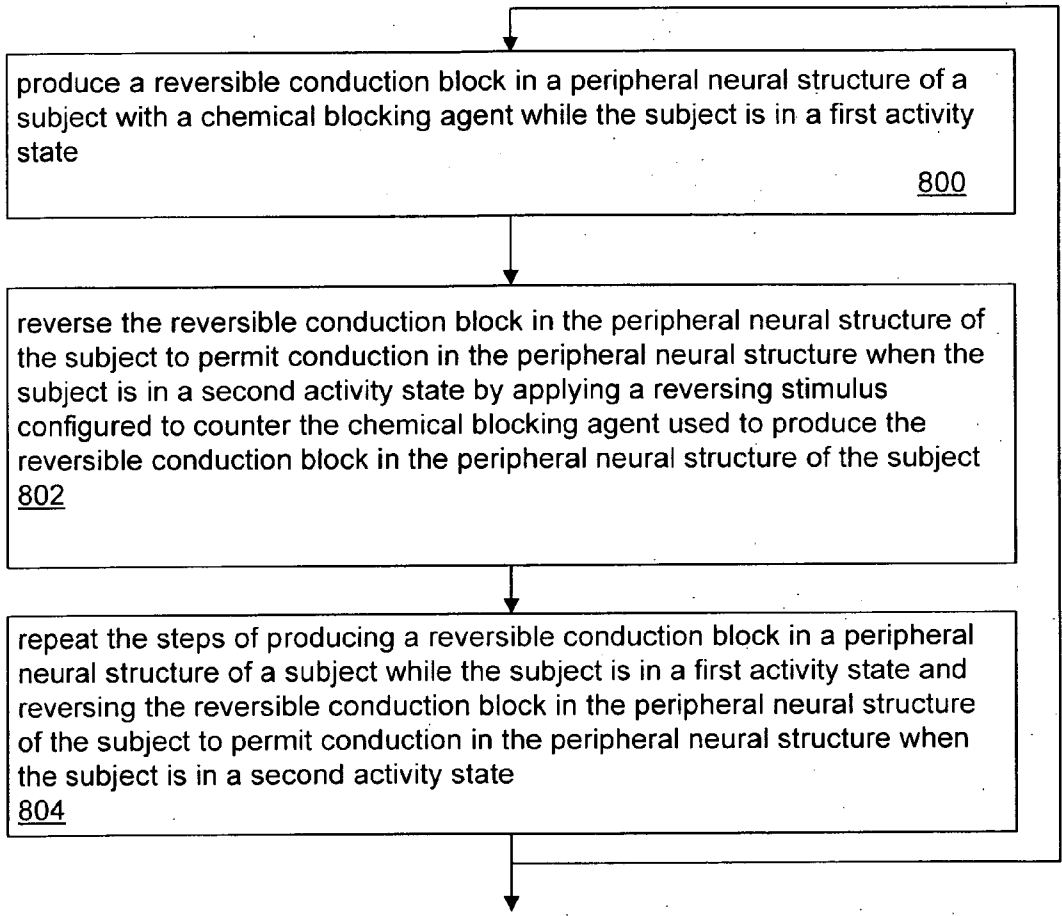 produce a reversible conduction block in a peripheral neural structure of a
subject with a chemical blocking agent while the subject is in a first activity
state
800
reverse the reversible conduction block in the peripheral neural structure of
the subject to permit conduction in the peripheral neural structure when the
subject is in a second activity state by applying a reversing stimulus
configured to counter the chemical blocking agent used to produce the
reversible conduction block in the peripheral neural structure of the subject
802
repeat the steps of producing a reversible conduction block in a peripheral
neural structure of a subject while the subject is in a first activity state and
reversing the reversible conduction block in the peripheral neural structure
of the subject to permit conduction in the peripheral neural structure when
the subject is in a second activity state
804